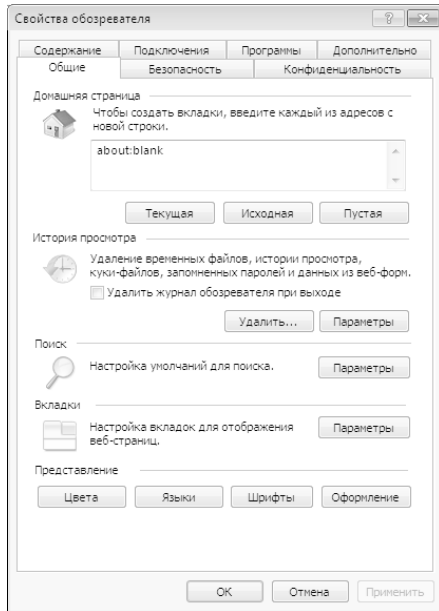 Свойства обозревателя
Содержание Подключения Программы Дополнительно
Общие Безопасность Конфиденциальность
Домашняя страница
Чтобы создать вкладки, введите каждый из адресов с
новой строки.
about:blank
Текущая Исходная Пустая
История просмотра
Удаление временных файлов, истории просмотра,
куки-файлов, запомненных паролей и данных из веб-форм.
Удалить журнал обозревателя при выходе
Удалить... Параметры
Поиск
Настройка умолчаний для поиска. Параметры
Вкладки
Настройка вкладок для отображения
веб-страниц. Параметры
Представление
Цвета Языки Шрифты Оформление
ОК Отмена Применить